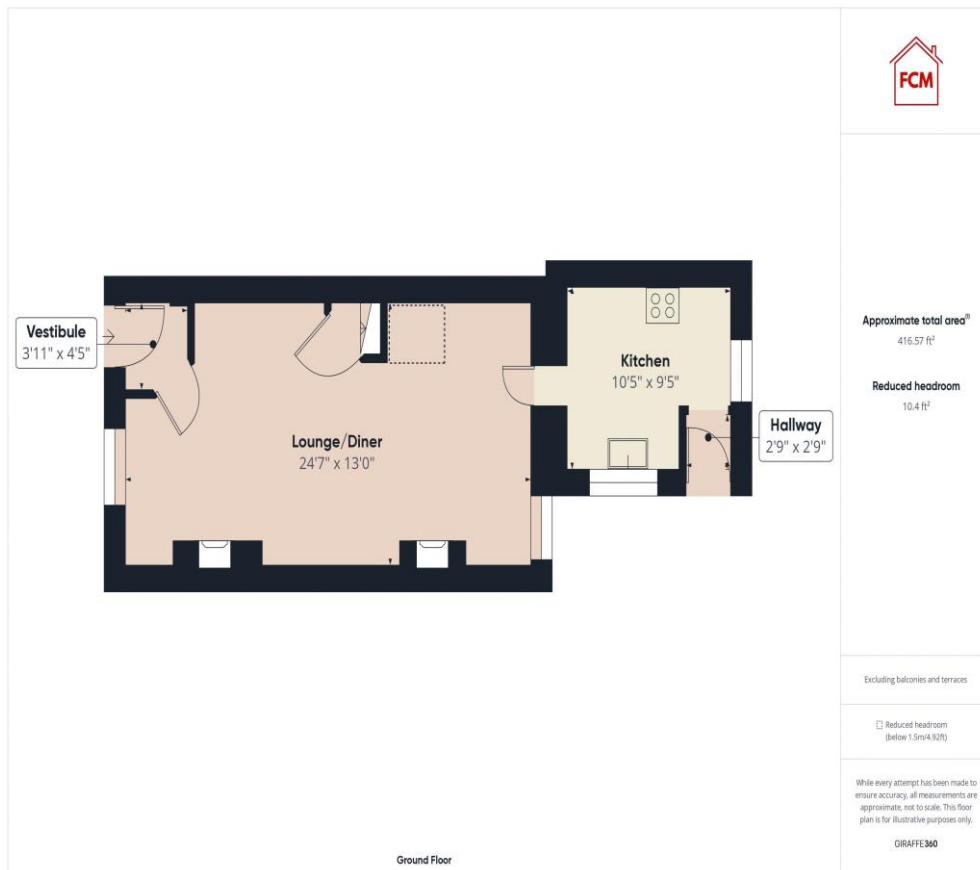 FCM
Approximate total area⁽¹⁾
416.57 ft²
Reduced headroom
10.4 ft²
Vestibule
3'11" x 4'5"
Kitchen
10'5" x 9'5"
Lounge/Diner
24'7" x 13'0"
Hallway
2'9" x 2'9"
Excluding balconies and terraces
Reduced headroom
(below 1.5m/4.92ft)
While every attempt has been made to
ensure accuracy, all measurements are
approximate, not to scale. This floor
plan is for illustrative purposes only.
GIRAFFE360
Ground Floor